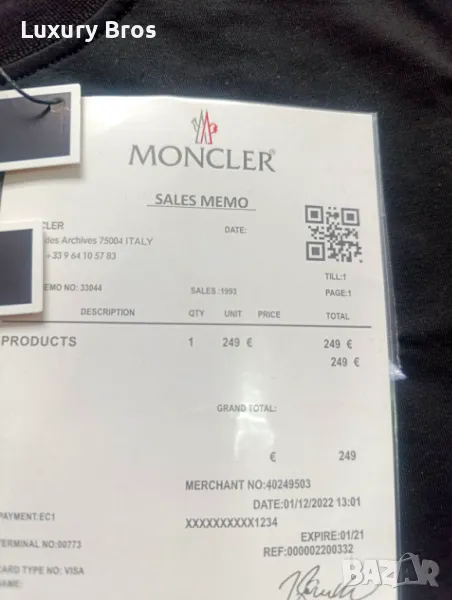 Luxury Bros
MONCLER
SALES MEMO
CLER
DATE:
des Archives 75004 ITALY
+33 9 64 10 57 83
TILL:1
EMO NO: 33044
SALES :1993
PAGE:1
DESCRIPTION QTY UNIT PRICE TOTAL
PRODUCTS 1 249 € 249 €
249 €
GRAND TOTAL:
€ 249
MERCHANT NO:40249503
DATE:01/12/2022 13:01
PAYMENT:EC1
XXXXXXXXXX1234
EXPIRE:01/21
TERMINAL NO:00773
REF:000002200332
CARD TYPE NO: VISA
NAME:
BAZAR